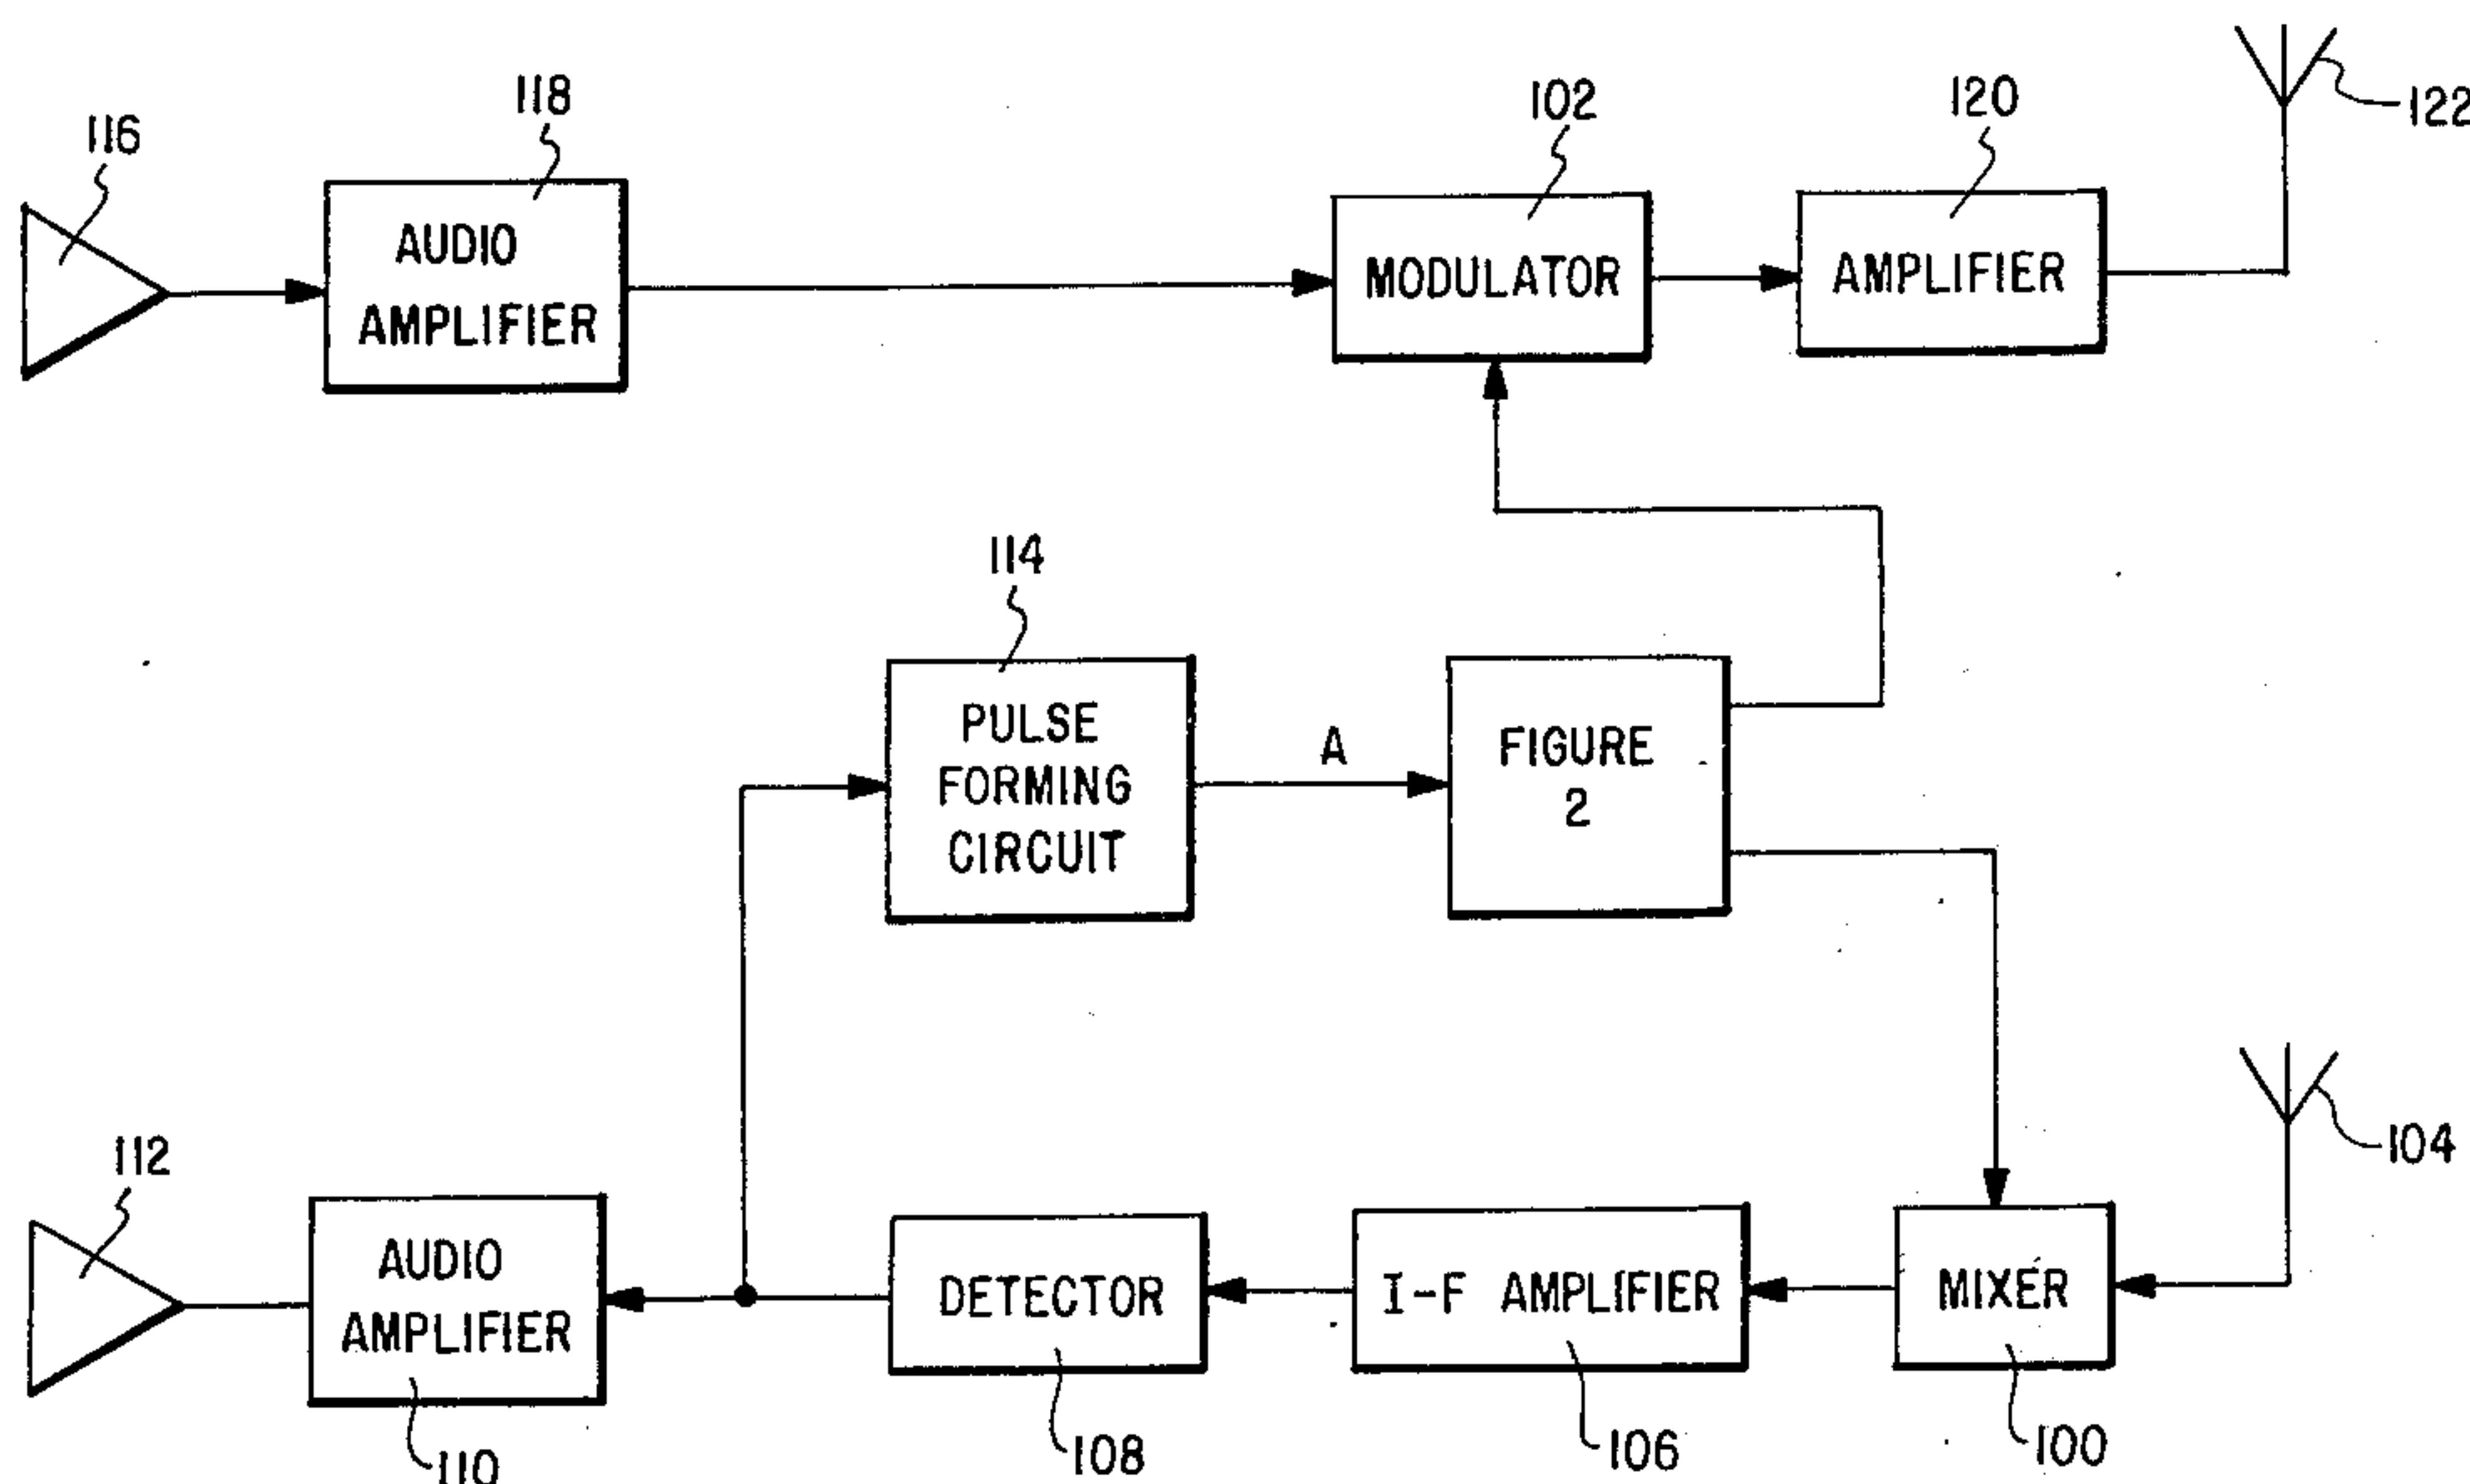 116
118
102
120
122
AUDIO
AMPLIFIER
MODULATOR
AMPLIFIER
114
PULSE
FORMING
CIRCUIT
A
FIGURE
2
112
104
AUDIO
AMPLIFIER
DETECTOR
I-F AMPLIFIER
MIXER
110
108
106
100